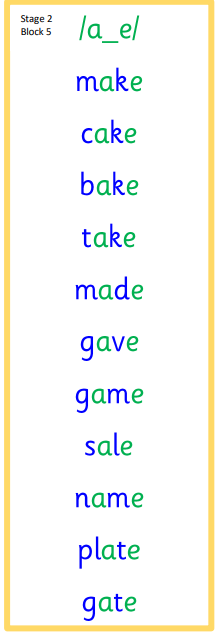 Stage 2
Block 5
/a_e/
make
cake
bake
take
made
gave
game
sale
name
plate
gate